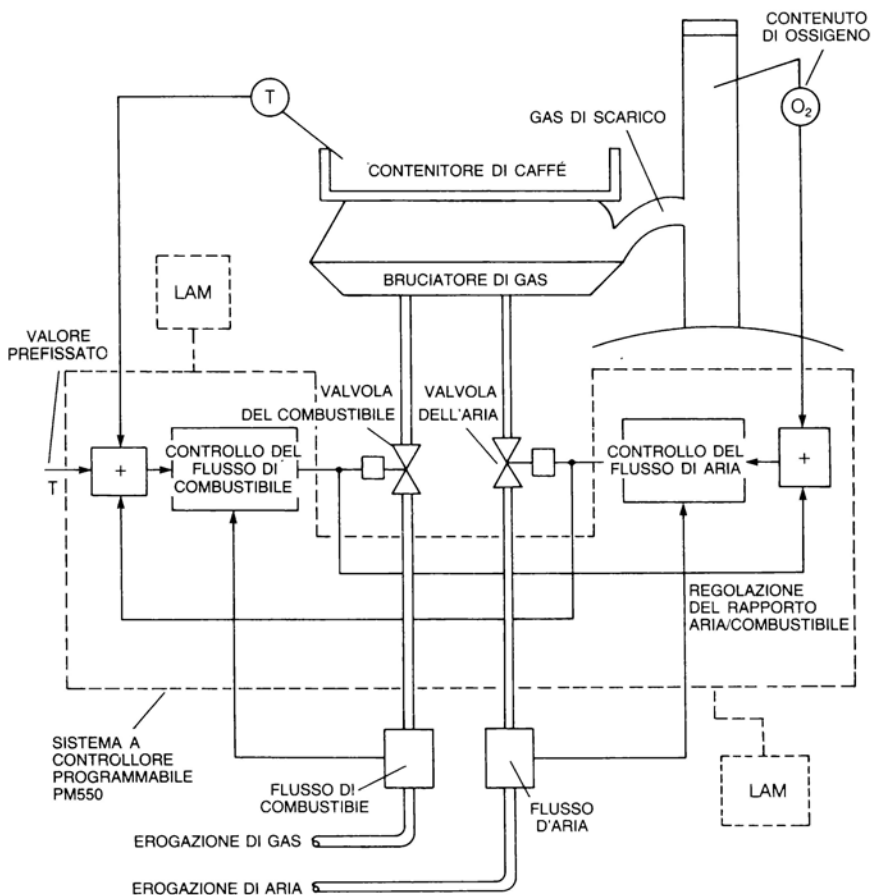 CONTENUTO
DI OSSIGENO
T
O₂
GAS DI SCARICO
CONTENITORE DI CAFFÉ
BRUCIATORE DI GAS
LAM
VALORE
PREFISSATO
VALVOLA
DEL COMBUSTIBILE
VALVOLA
DELL'ARIA
+
T
CONTROLLO DEL
FLUSSO DI
COMBUSTIBILE
CONTROLLO DEL
FLUSSO DI ARIA
+
REGOLAZIONE
DEL RAPPORTO
ARIA/COMBUSTIBILE
SISTEMA A
CONTROLLORE
PROGRAMMABILE
PM550
FLUSSO DI
COMBUSTIBIE
FLUSSO
D'ARIA
LAM
EROGAZIONE DI GAS
EROGAZIONE DI ARIA